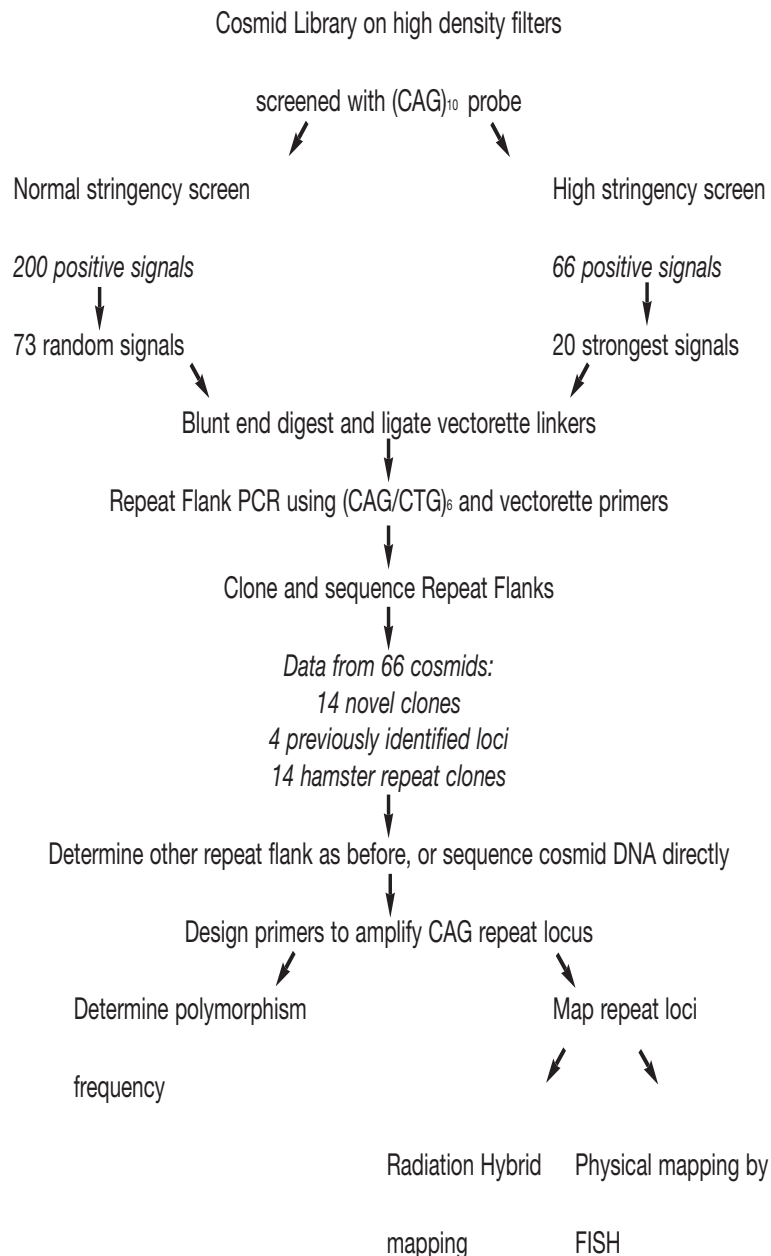 Cosmid Library on high density filters
screened with (CAG)10 probe
Normal stringency screen
High stringency screen
200 positive signals
66 positive signals
73 random signals
20 strongest signals
Blunt end digest and ligate vectorette linkers
Repeat Flank PCR using (CAG/CTG)6 and vectorette primers
Clone and sequence Repeat Flanks
Data from 66 cosmids:
14 novel clones
4 previously identified loci
14 hamster repeat clones
Determine other repeat flank as before, or sequence cosmid DNA directly
Design primers to amplify CAG repeat locus
Determine polymorphism
frequency
Map repeat loci
Radiation Hybrid
mapping
Physical mapping by
FISH